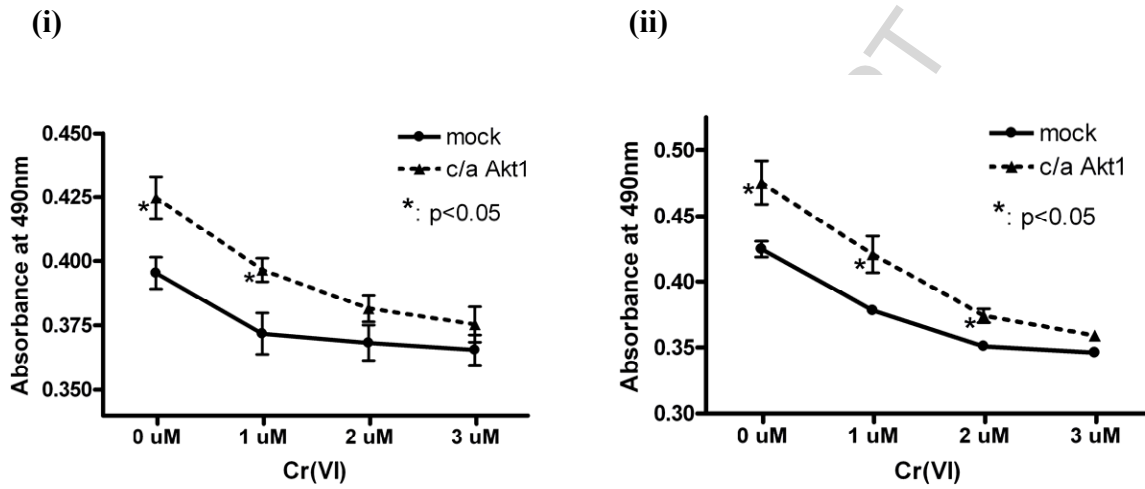 (i)
Absorbance at 490nm
0.450
0.425
0.400
0.375
0.350
mock
c/a Akt1
*: p<0.05
*
*
0 uM 1 uM 2 uM 3 uM
Cr(VI)
(ii)
PT
Absorbance at 490nm
0.50
0.45
0.40
0.35
0.30
mock
c/a Akt1
*: p<0.05
*
*
*
0 uM 1 uM 2 uM 3 uM
Cr(VI)